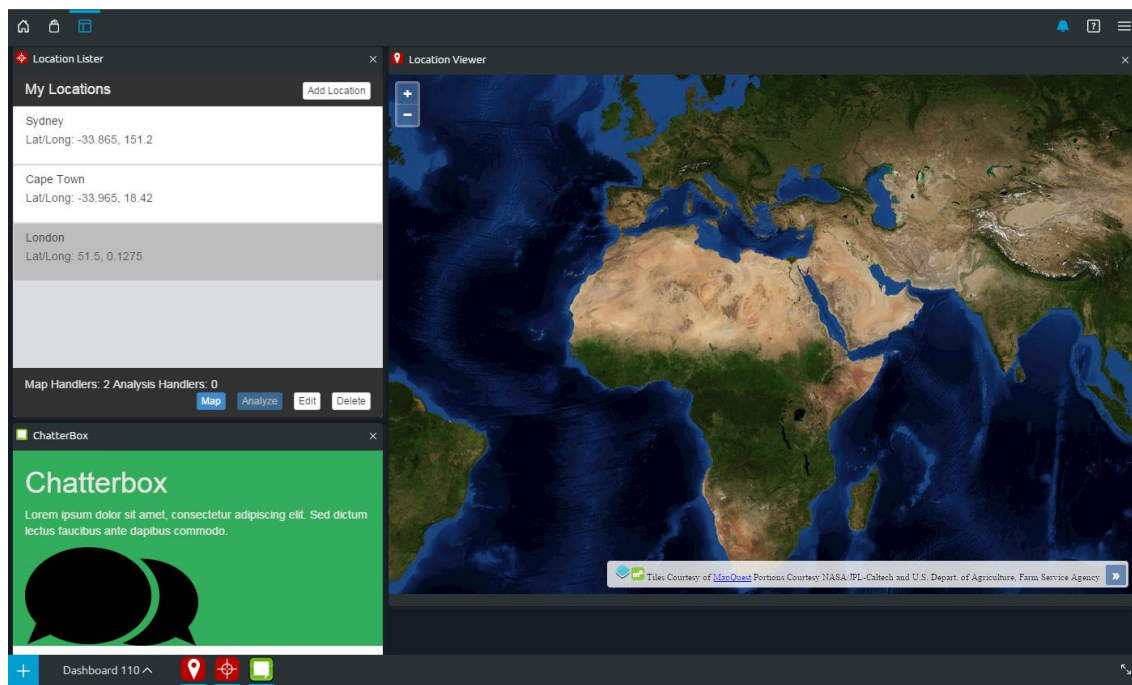 Location Lister
My Locations
Add Location
Sydney
Lat/Long: -33.865, 151.2
Cape Town
Lat/Long: -33.965, 18.42
London
Lat/Long: 51.5, 0.1275
Map Handlers: 2 Analysis Handlers: 0
Map Analyze Edit Delete
ChatterBox
Chatterbox
Lorem ipsum dolor sit amet, consectetur adipiscing elit. Sed dictum
lectus faucibus ante dapibus commodo.
Location Viewer
Tiles Courtesy of MapQuest Portions Courtesy NASA/JPL-Caltech and U.S. Depart. of Agriculture, Farm Service Agency »
Dashboard 110